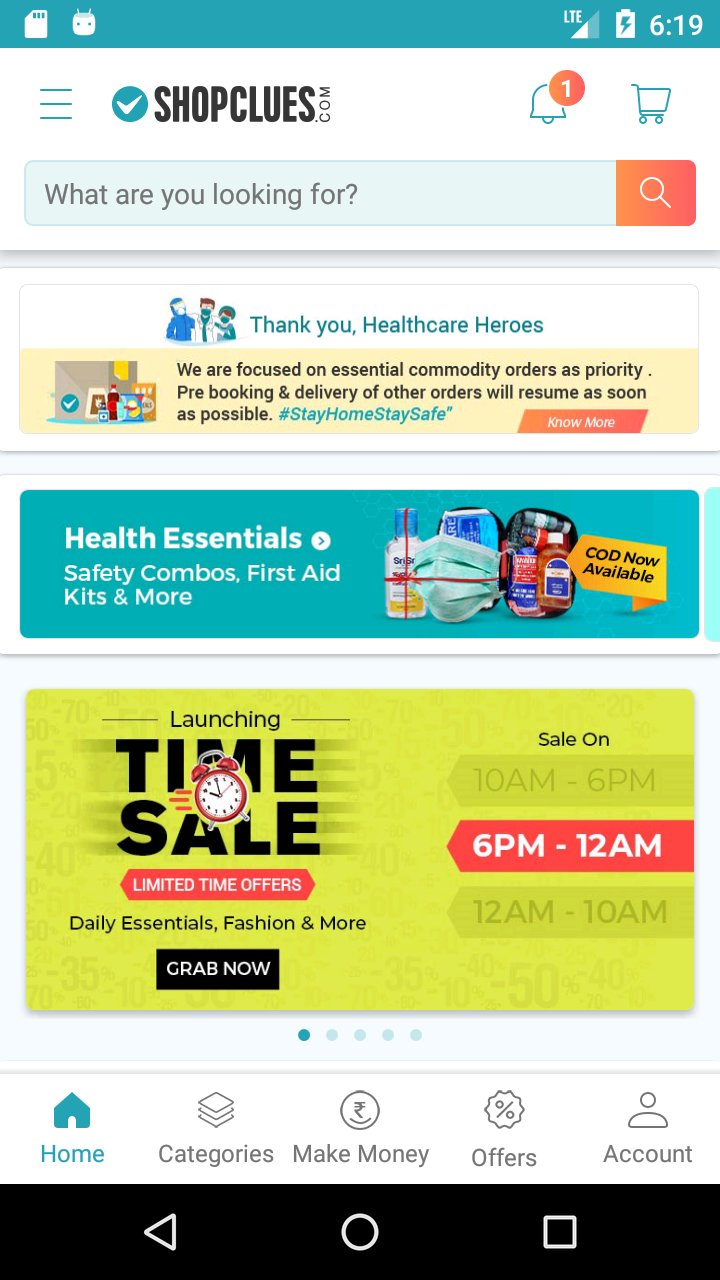 LTE 6:19
SHOPCLUES.COM
1
What are you looking for?
Thank you, Healthcare Heroes
We are focused on essential commodity orders as priority .
Pre booking & delivery of other orders will resume as soon
as possible. #StayHomeStaySafe"
Know More
Health Essentials
Safety Combos, First Aid
Kits & More
COD Now
Available
Launching
TIME
SALE
LIMITED TIME OFFERS
Daily Essentials, Fashion & More
GRAB NOW
Sale On
10AM - 6PM
6PM - 12AM
12AM - 10AM
Home
Categories
Make Money
Offers
Account